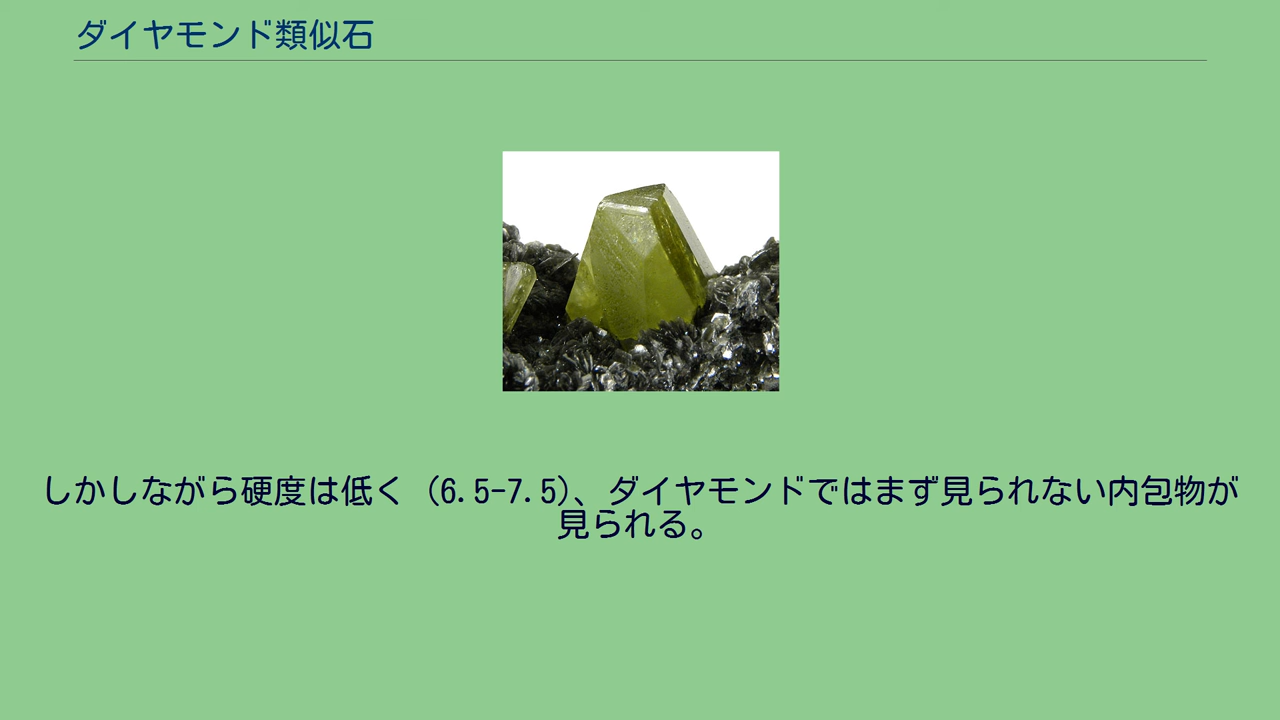 ダイヤモンド類似石
しかしながら硬度は低く (6.5-7.5)、ダイヤモンドではまず見られない内包物が
見られる。